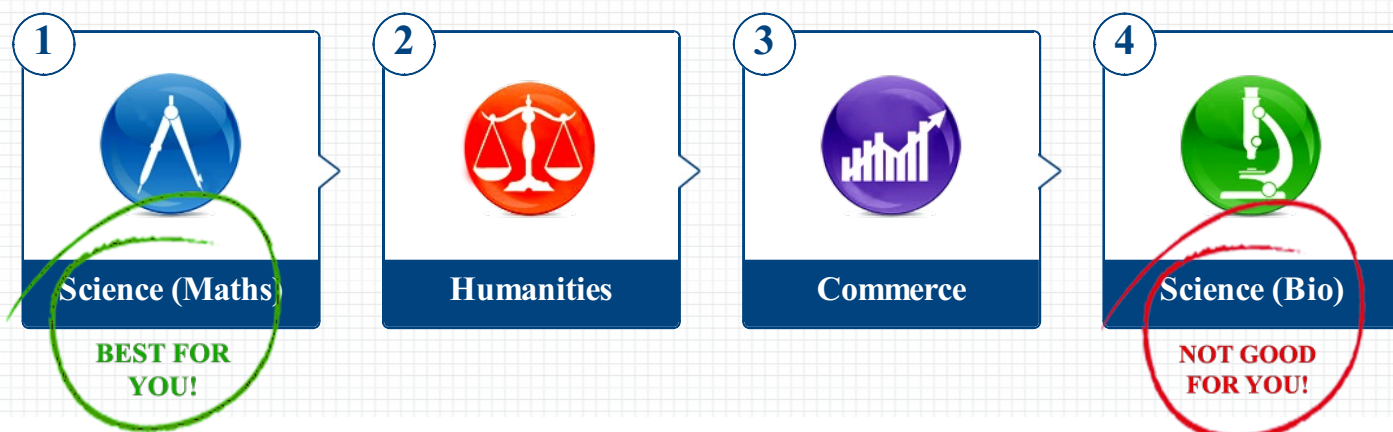 1
2
3
4
Science (Maths)
Humanities
Commerce
Science (Bio)
BEST FOR
YOU!
NOT GOOD
FOR YOU!